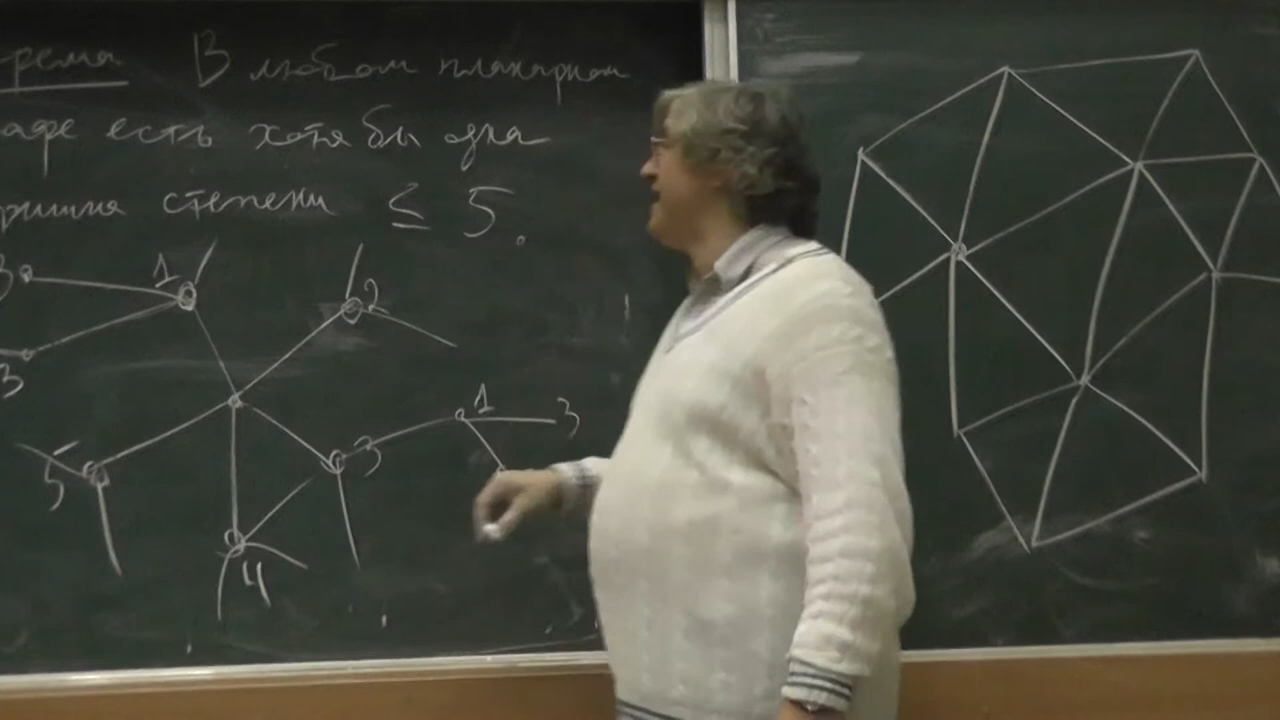 рема В любом планарном
афе есть хотя бы одна
ршина степени ≤ 5.
3 1 2
3
1 3
5 3
4